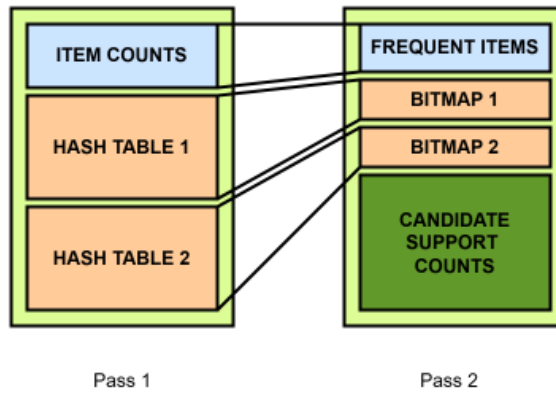 ITEM COUNTS
HASH TABLE 1
HASH TABLE 2
Pass 1
FREQUENT ITEMS
BITMAP 1
BITMAP 2
CANDIDATE
SUPPORT
COUNTS
Pass 2